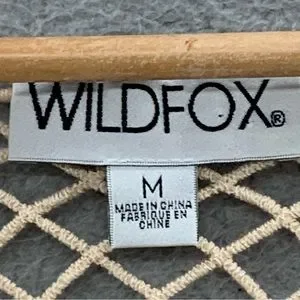 WILDFOX®
M
MADE IN CHINA
FABRIQUE EN
CHINE